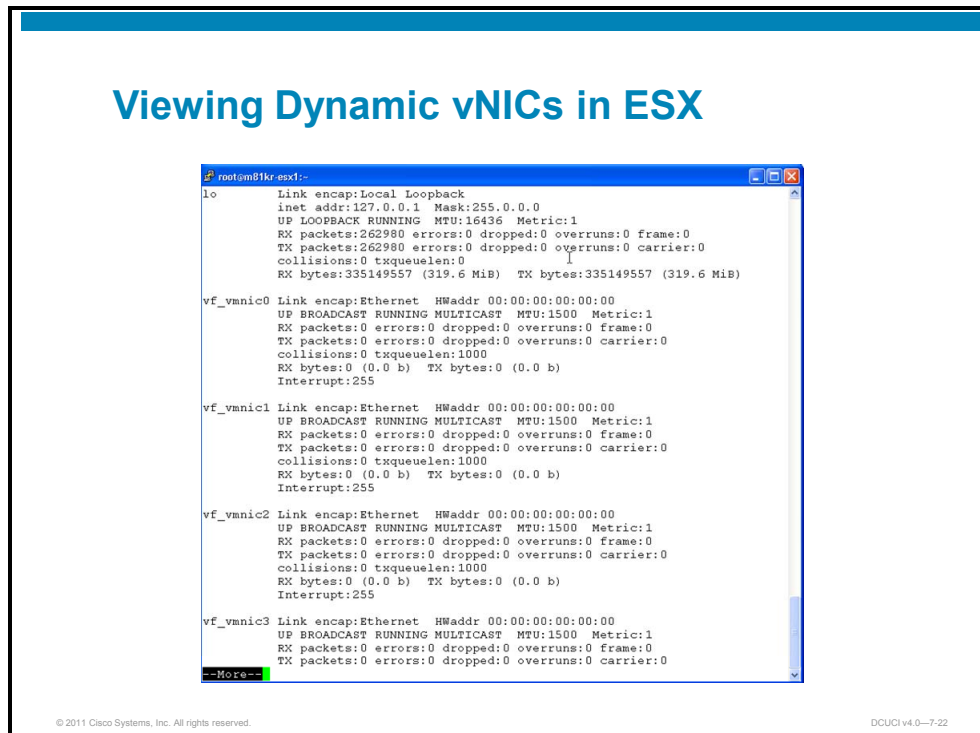 Viewing Dynamic vNICs in ESX
root@m81kr-esx1:~
lo Link encap:Local Loopback
inet addr:127.0.0.1 Mask:255.0.0.0
UP LOOPBACK RUNNING MTU:16436 Metric:1
RX packets:262980 errors:0 dropped:0 overruns:0 frame:0
TX packets:262980 errors:0 dropped:0 overruns:0 carrier:0
collisions:0 txqueuelen:0
RX bytes:335149557 (319.6 MiB) TX bytes:335149557 (319.6 MiB)
vf_vmnic0 Link encap:Ethernet HWaddr 00:00:00:00:00:00
UP BROADCAST RUNNING MULTICAST MTU:1500 Metric:1
RX packets:0 errors:0 dropped:0 overruns:0 frame:0
TX packets:0 errors:0 dropped:0 overruns:0 carrier:0
collisions:0 txqueuelen:1000
RX bytes:0 (0.0 b) TX bytes:0 (0.0 b)
Interrupt:255
vf_vmnic1 Link encap:Ethernet HWaddr 00:00:00:00:00:00
UP BROADCAST RUNNING MULTICAST MTU:1500 Metric:1
RX packets:0 errors:0 dropped:0 overruns:0 frame:0
TX packets:0 errors:0 dropped:0 overruns:0 carrier:0
collisions:0 txqueuelen:1000
RX bytes:0 (0.0 b) TX bytes:0 (0.0 b)
Interrupt:255
vf_vmnic2 Link encap:Ethernet HWaddr 00:00:00:00:00:00
UP BROADCAST RUNNING MULTICAST MTU:1500 Metric:1
RX packets:0 errors:0 dropped:0 overruns:0 frame:0
TX packets:0 errors:0 dropped:0 overruns:0 carrier:0
collisions:0 txqueuelen:1000
RX bytes:0 (0.0 b) TX bytes:0 (0.0 b)
Interrupt:255
vf_vmnic3 Link encap:Ethernet HWaddr 00:00:00:00:00:00
UP BROADCAST RUNNING MULTICAST MTU:1500 Metric:1
RX packets:0 errors:0 dropped:0 overruns:0 frame:0
TX packets:0 errors:0 dropped:0 overruns:0 carrier:0
--More--
© 2011 Cisco Systems, Inc. All rights reserved. DCUCI v4.0—7-22